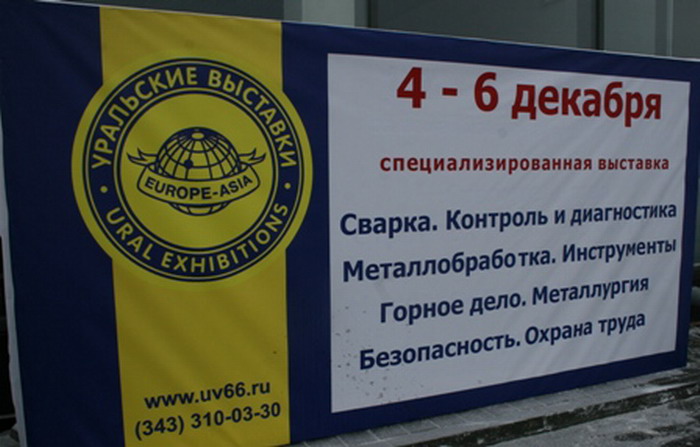 УРАЛЬСКИЕ ВЫСТАВКИ
EUROPE-ASIA
URAL EXHIBITIONS
www.uv66.ru
(343) 310-03-30
4 - 6 декабря
специализированная выставка
Сварка. Контроль и диагностика
Металлобработка. Инструменты
Горное дело. Металлургия
Безопасность. Охрана труда